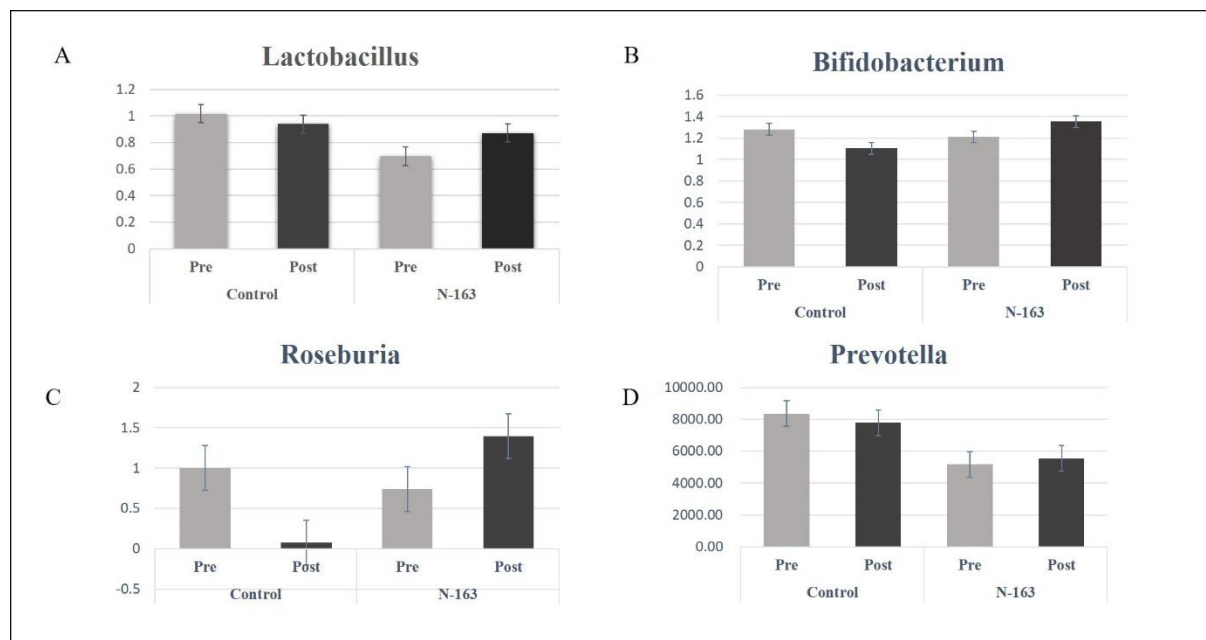 A
Lactobacillus
1.2
1
0.8
0.6
0.4
0.2
0
Pre
Post
Pre
Post
Control
N-163
B
Bifidobacterium
1.6
1.4
1.2
1
0.8
0.6
0.4
0.2
0
Pre
Post
Pre
Post
Control
N-163
C
Roseburia
2
1.5
1
0.5
0
-0.5
Pre
Post
Pre
Post
Control
N-163
D
Prevotella
10000.00
8000.00
6000.00
4000.00
2000.00
0.00
Pre
Post
Pre
Post
Control
N-163